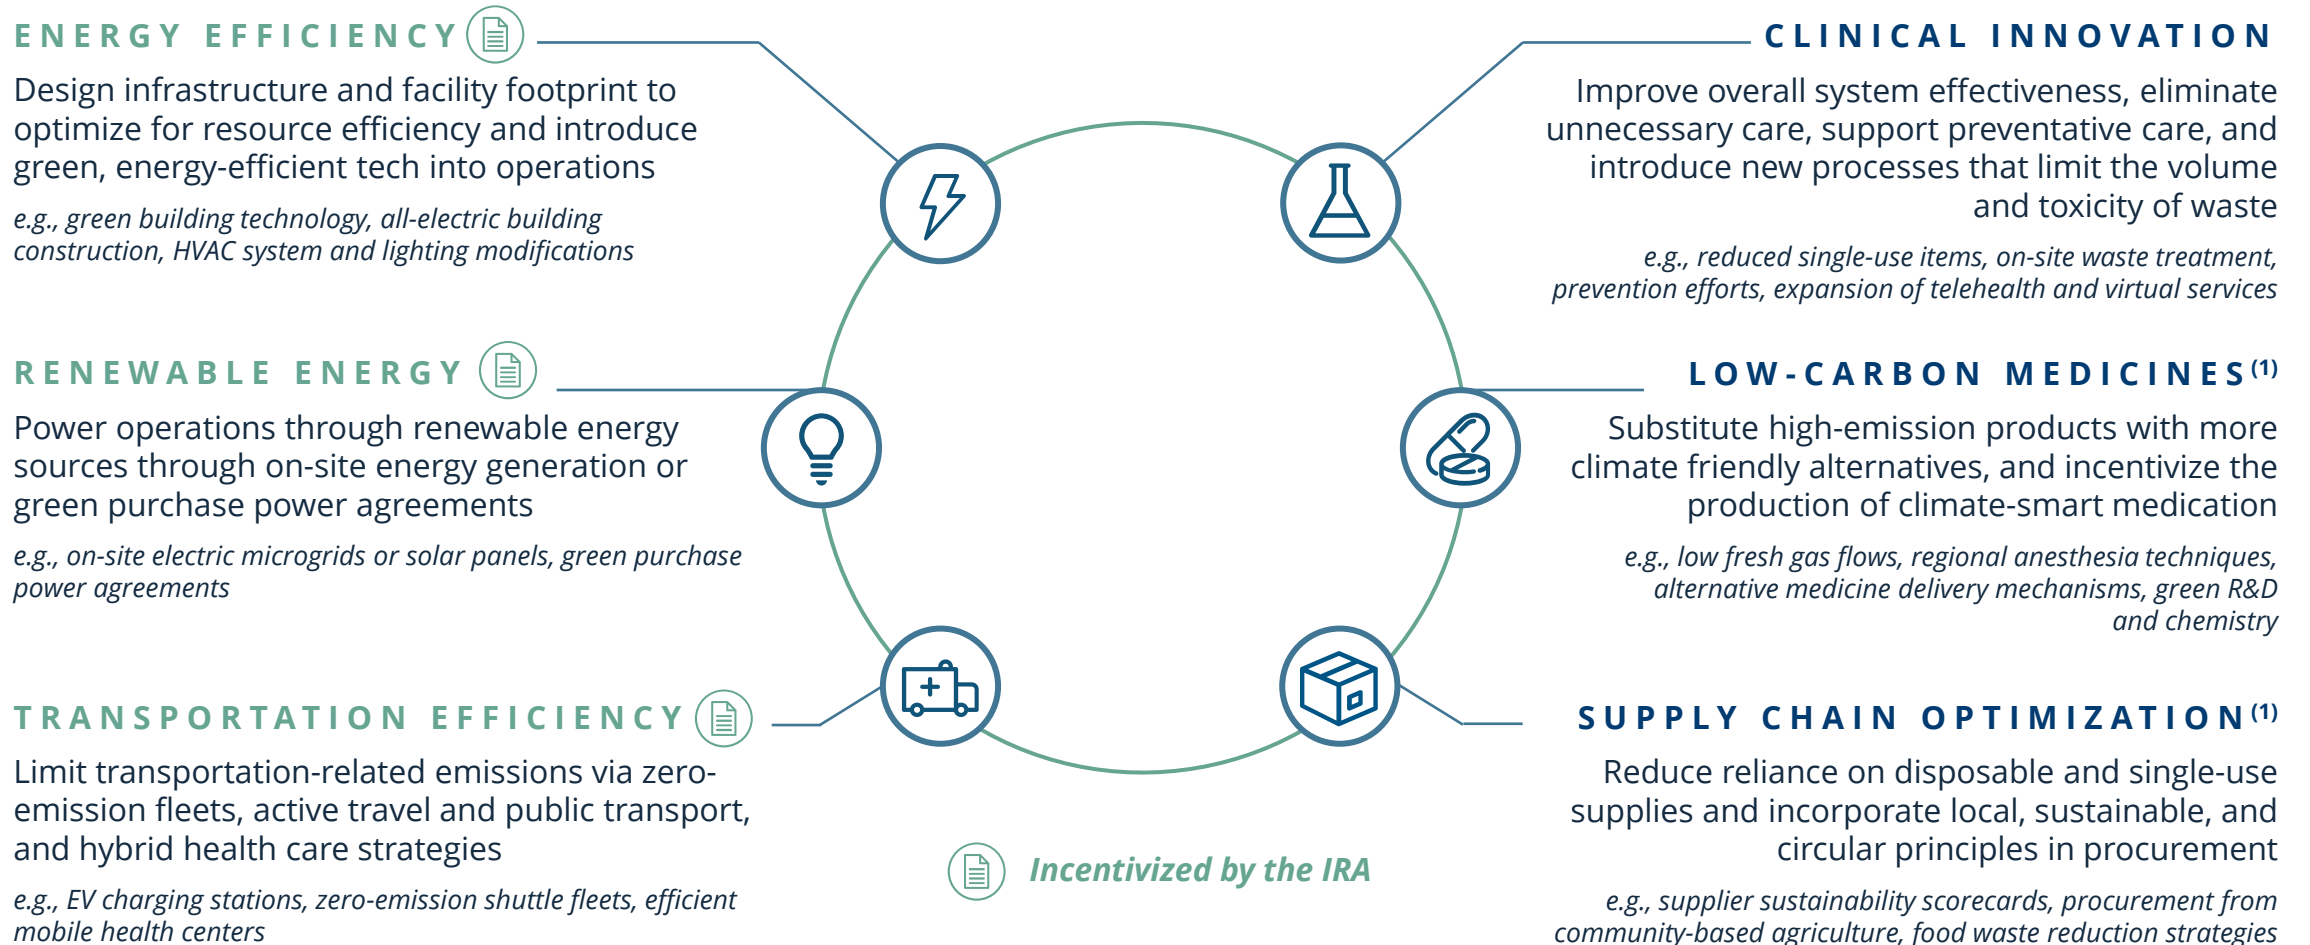 ENERGY EFFICIENCY
Design infrastructure and facility footprint to
optimize for resource efficiency and introduce
green, energy-efficient tech into operations
e.g., green building technology, all-electric building
construction, HVAC system and lighting modifications
RENEWABLE ENERGY
Power operations through renewable energy
sources through on-site energy generation or
green purchase power agreements
e.g., on-site electric microgrids or solar panels, green purchase
power agreements
TRANSPORTATION EFFICIENCY
Limit transportation-related emissions via zero-
emission fleets, active travel and public transport,
and hybrid health care strategies
e.g., EV charging stations, zero-emission shuttle fleets, efficient
mobile health centers
CLINICAL INNOVATION
Improve overall system effectiveness, eliminate
unnecessary care, support preventative care, and
introduce new processes that limit the volume
and toxicity of waste
e.g., reduced single-use items, on-site waste treatment,
prevention efforts, expansion of telehealth and virtual services
LOW-CARBON MEDICINES(1)
Substitute high-emission products with more
climate friendly alternatives, and incentivize the
production of climate-smart medication
e.g., low fresh gas flows, regional anesthesia techniques,
alternative medicine delivery mechanisms, green R&D
and chemistry
SUPPLY CHAIN OPTIMIZATION(1)
Reduce reliance on disposable and single-use
supplies and incorporate local, sustainable, and
circular principles in procurement
e.g., supplier sustainability scorecards, procurement from
community-based agriculture, food waste reduction strategies
Incentivized by the IRA